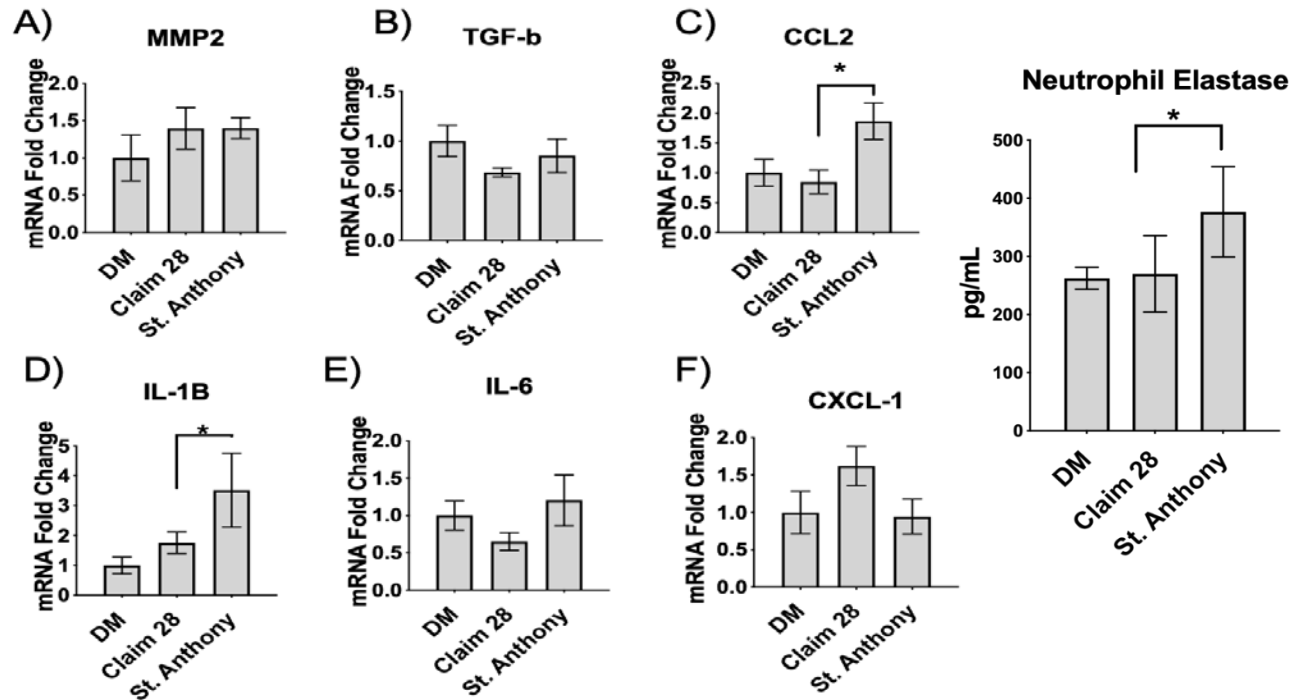 A)
MMP2
mRNA Fold Change
2.0
1.5
1.0
0.5
0.0
DM
Claim 28
St. Anthony
B)
TGF-b
mRNA Fold Change
1.5
1.0
0.5
0.0
DM
Claim 28
St. Anthony
C)
CCL2
*
mRNA Fold Change
2.5
2.0
1.5
1.0
0.5
0.0
DM
Claim 28
St. Anthony
Neutrophil Elastase
*
pg/mL
500
400
300
200
100
0
DM
Claim 28
St. Anthony
D)
IL-1B
*
mRNA Fold Change
5
4
3
2
1
0
DM
Claim 28
St. Anthony
E)
IL-6
mRNA Fold Change
2.0
1.5
1.0
0.5
0.0
DM
Claim 28
St. Anthony
F)
CXCL-1
mRNA Fold Change
2.0
1.5
1.0
0.5
0.0
DM
Claim 28
St. Anthony